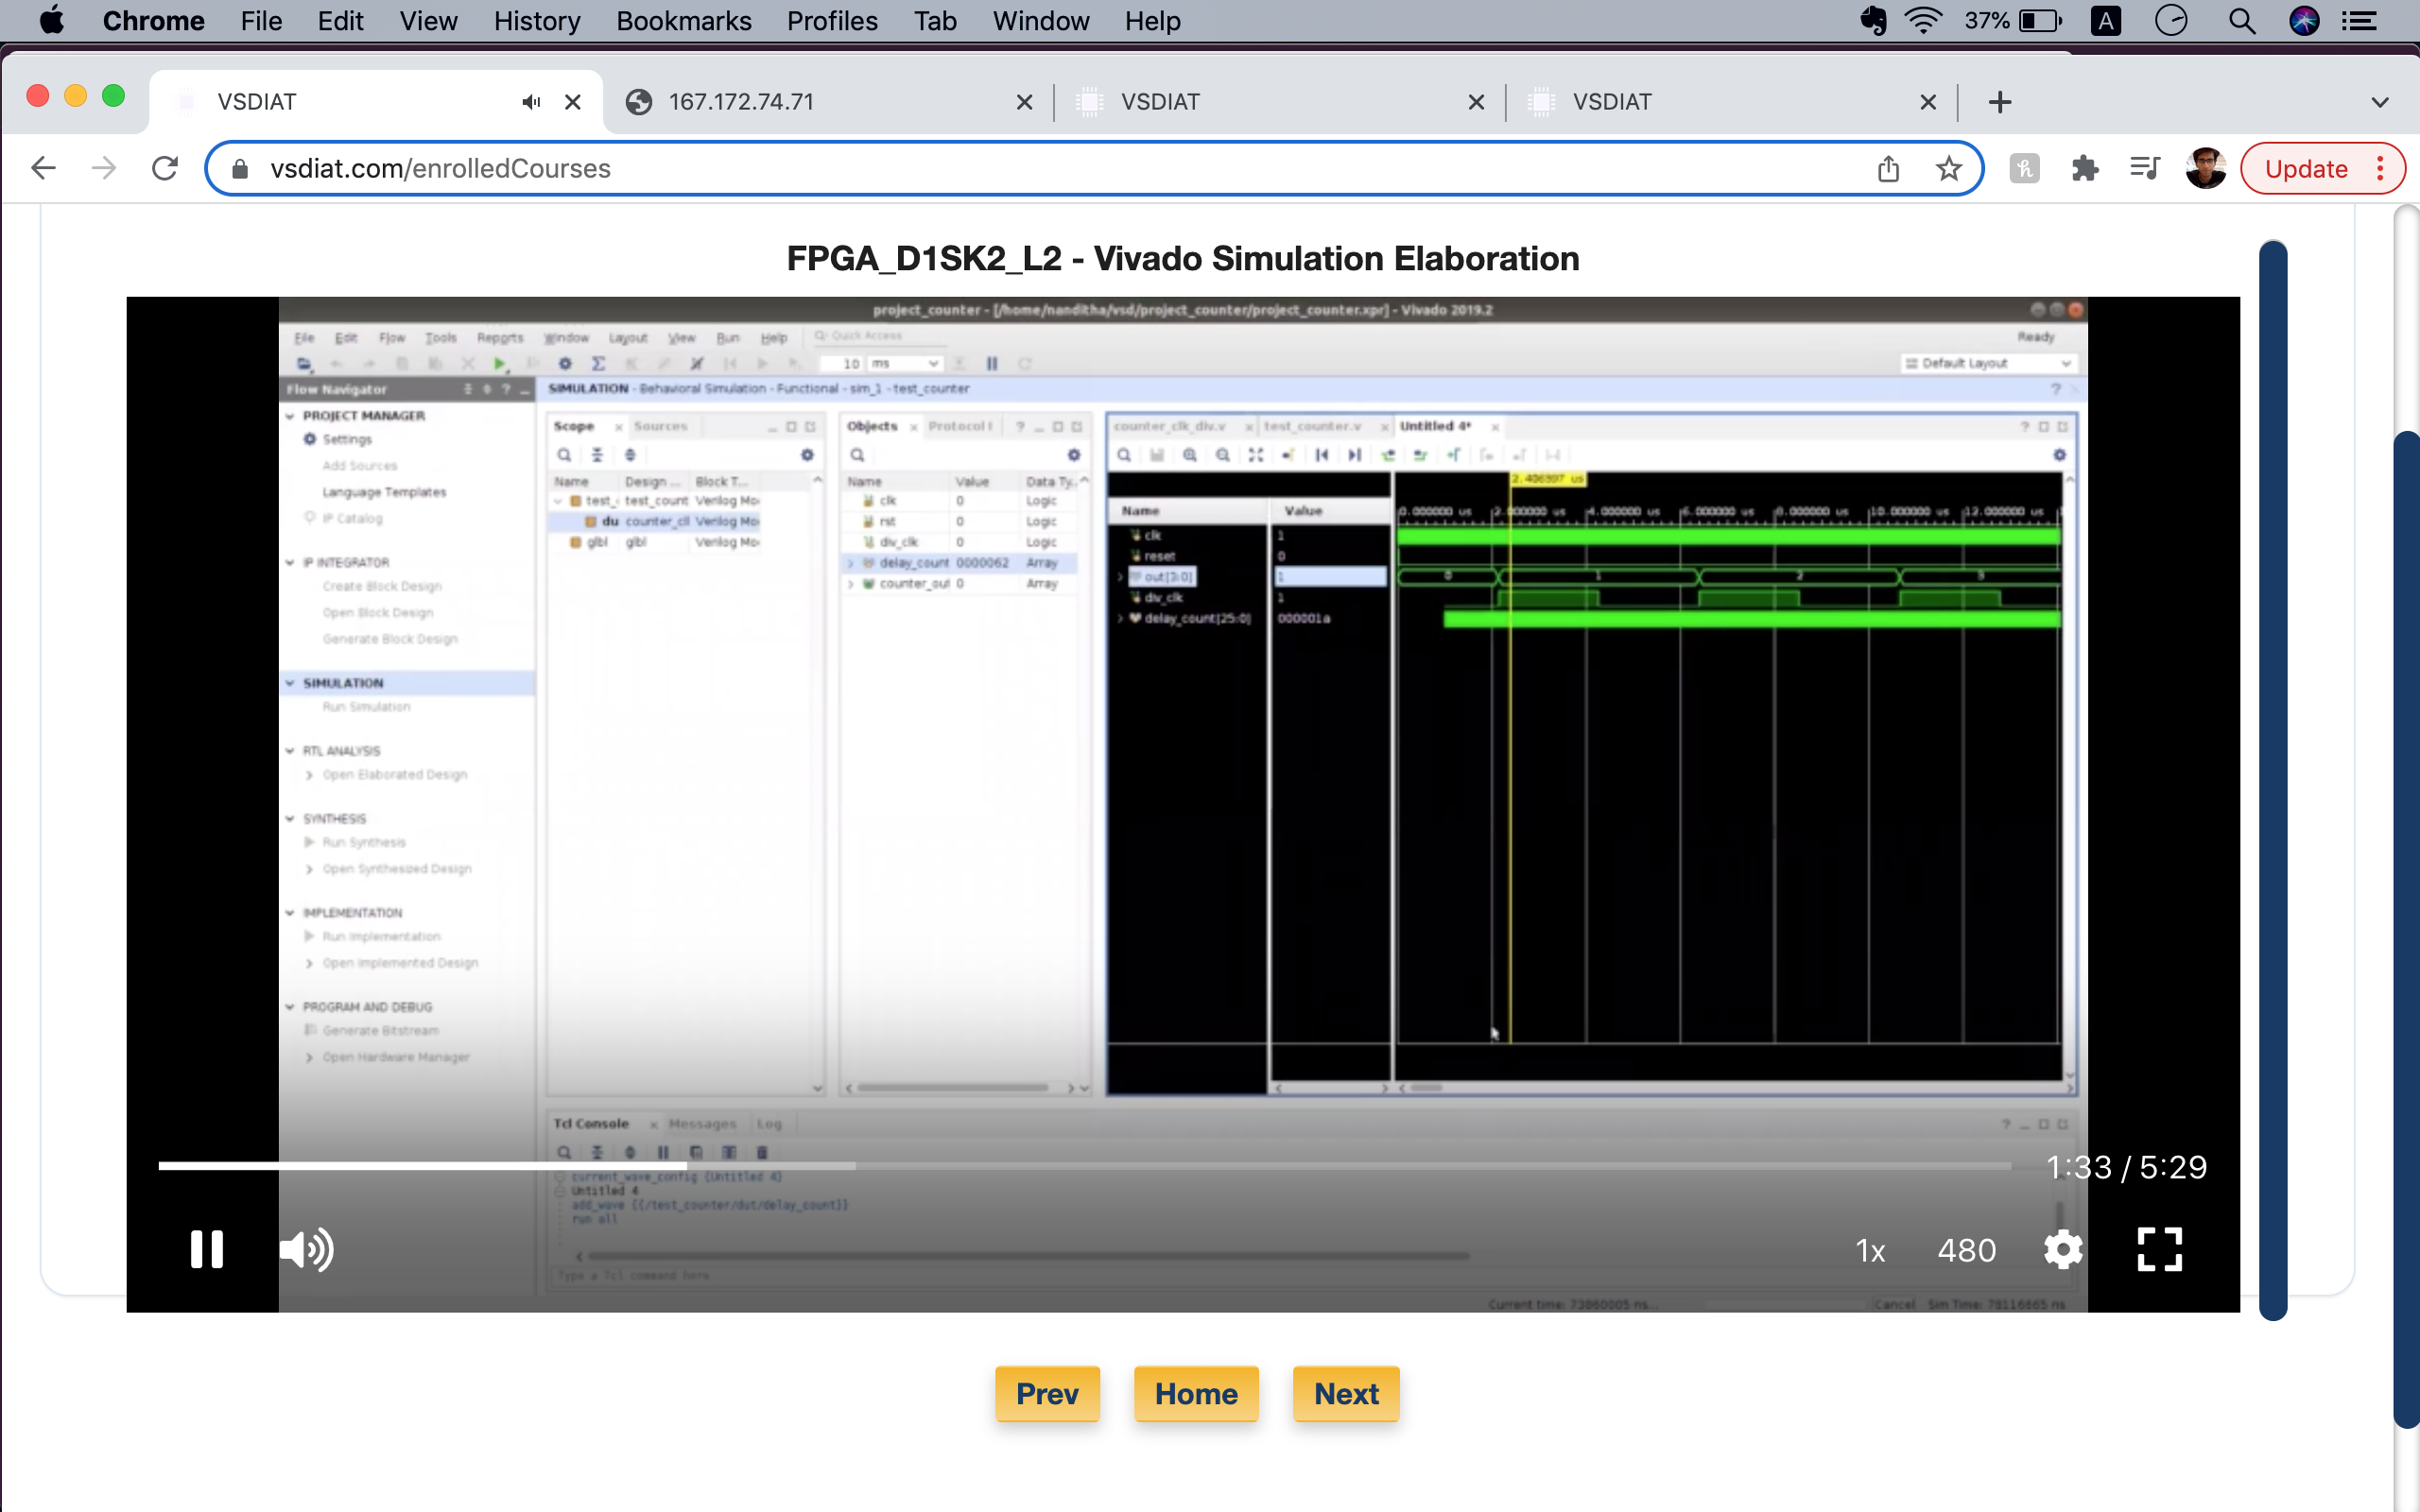 Chrome File Edit View History Bookmarks Profiles Tab Window Help 37% A
VSDIAT 167.172.74.71 VSDIAT VSDIAT
vsdiat.com/enrolledCourses Update
FPGA_D1SK2_L2 - Vivado Simulation Elaboration
project_counter - [/home/nanditha/vsd/project_counter/project_counter.xpr] - Vivado 2019.2
File Edit Flow Tools Reports Window Layout View Run Help Quick Access Ready
10 ms Default Layout
Flow Navigator
SIMULATION - Behavioral Simulation - Functional - sim_1 - test_counter
PROJECT MANAGER
Settings
Add Sources
Language Templates
IP Catalog
IP INTEGRATOR
Create Block Design
Open Block Design
Generate Block Design
SIMULATION
Run Simulation
RTL ANALYSIS
Open Elaborated Design
SYNTHESIS
Run Synthesis
Open Synthesized Design
IMPLEMENTATION
Run Implementation
Open Implemented Design
PROGRAM AND DEBUG
Generate Bitstream
Open Hardware Manager
Scope Sources
Name Design ... Block T...
test_ test_count Verilog Mo
du counter_cl Verilog Mo
glbl glbl Verilog Mo
Objects Protocol I
Name Value Data Ty..
clk 0 Logic
rst 0 Logic
div_clk 0 Logic
delay_count 0000062 Array
counter_ou 0 Array
counter_clk_div.v test_counter.v Untitled 4*
2.406997 us
Name Value 0.000000 us 2.000000 us 4.000000 us 6.000000 us 8.000000 us 10.000000 us 12.000000 us
clk 1
reset 0
out[3:0] 1 0 1 2 3
div_clk 1
delay_count[25:0] 000001a
Tcl Console Messages Log
current_wave_config {Untitled 4}
Untitled 4
add_wave {{/test_counter/dut/delay_count}}
run all
Type a Tcl command here
Current time: 73860805 ns... Cancel Sim Time: 78116665 ns
1:33 / 5:29
1x 480
Prev Home Next